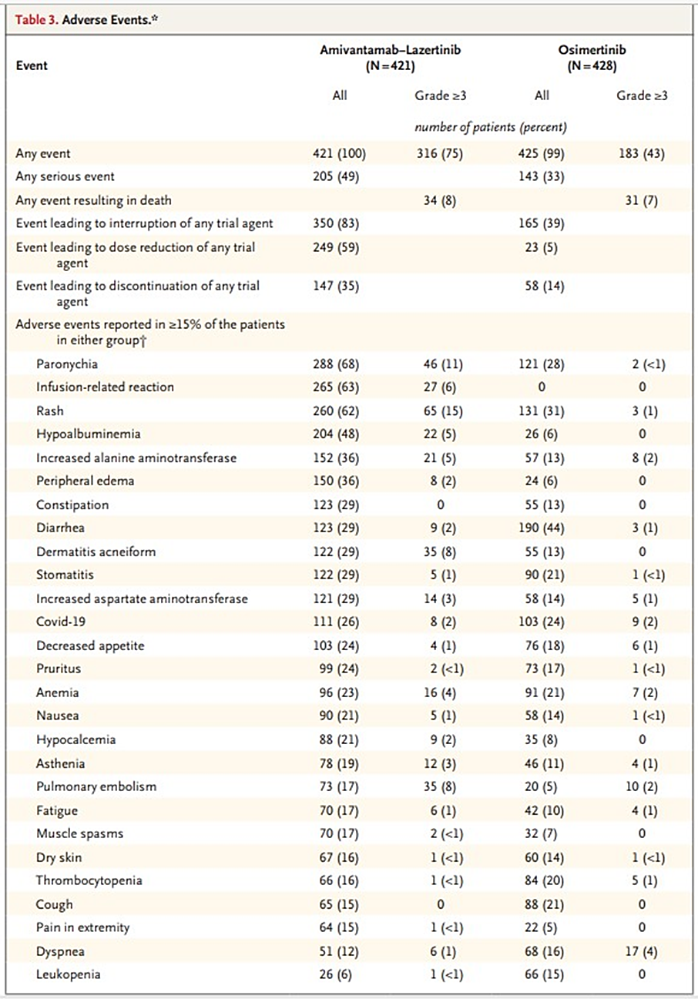 Table 3. Adverse Events.*
Event Amivantamab–Lazertinib (N=421) Osimertinib (N=428)
All Grade ≥3 All Grade ≥3
number of patients (percent)
Any event 421 (100) 316 (75) 425 (99) 183 (43)
Any serious event 205 (49) 143 (33)
Any event resulting in death 34 (8) 31 (7)
Event leading to interruption of any trial agent 350 (83) 165 (39)
Event leading to dose reduction of any trial 249 (59) 23 (5)
agent
Event leading to discontinuation of any trial 147 (35) 58 (14)
agent
Adverse events reported in ≥15% of the patients
in either group†
Paronychia 288 (68) 46 (11) 121 (28) 2 (<1)
Infusion-related reaction 265 (63) 27 (6) 0 0
Rash 260 (62) 65 (15) 131 (31) 3 (1)
Hypoalbuminemia 204 (48) 22 (5) 26 (6) 0
Increased alanine aminotransferase 152 (36) 21 (5) 57 (13) 8 (2)
Peripheral edema 150 (36) 8 (2) 24 (6) 0
Constipation 123 (29) 0 55 (13) 0
Diarrhea 123 (29) 9 (2) 190 (44) 3 (1)
Dermatitis acneiform 122 (29) 35 (8) 55 (13) 0
Stomatitis 122 (29) 5 (1) 90 (21) 1 (<1)
Increased aspartate aminotransferase 121 (29) 14 (3) 58 (14) 5 (1)
Covid-19 111 (26) 8 (2) 103 (24) 9 (2)
Decreased appetite 103 (24) 4 (1) 76 (18) 6 (1)
Pruritus 99 (24) 2 (<1) 73 (17) 1 (<1)
Anemia 96 (23) 16 (4) 91 (21) 7 (2)
Nausea 90 (21) 5 (1) 58 (14) 1 (<1)
Hypocalcemia 88 (21) 9 (2) 35 (8) 0
Asthenia 78 (19) 12 (3) 46 (11) 4 (1)
Pulmonary embolism 73 (17) 35 (8) 20 (5) 10 (2)
Fatigue 70 (17) 6 (1) 42 (10) 4 (1)
Muscle spasms 70 (17) 2 (<1) 32 (7) 0
Dry skin 67 (16) 1 (<1) 60 (14) 1 (<1)
Thrombocytopenia 66 (16) 1 (<1) 84 (20) 5 (1)
Cough 65 (15) 0 88 (21) 0
Pain in extremity 64 (15) 1 (<1) 22 (5) 0
Dyspnea 51 (12) 6 (1) 68 (16) 17 (4)
Leukopenia 26 (6) 1 (<1) 66 (15) 0